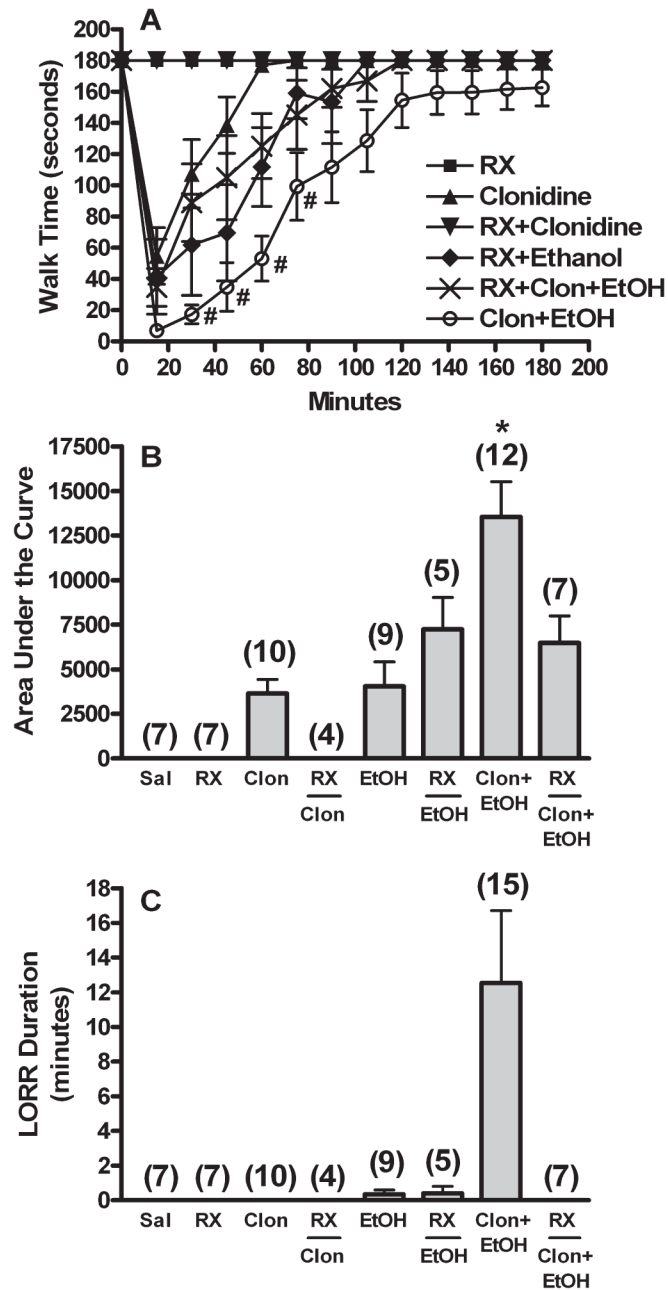 A
200
180
160
140
120
100
80
60
40
20
0
Walk Time (seconds)
RX
Clonidine
RX+Clonidine
RX+Ethanol
RX+Clon+EtOH
Clon+EtOH
# # # #
0 20 40 60 80 100 120 140 160 180 200
Minutes
B
17500
15000
12500
10000
7500
5000
2500
0
Area Under the Curve
*
(7) (7) (10) (4) (9) (5) (12) (7)
Sal RX Clon RX EtOH RX Clon+ RX
Clon EtOH EtOH Clon+
EtOH
C
18
16
14
12
10
8
6
4
2
0
LORR Duration
(minutes)
(7) (7) (10) (4) (9) (5) (15) (7)
Sal RX Clon RX EtOH RX Clon+ RX
Clon EtOH EtOH Clon+
EtOH